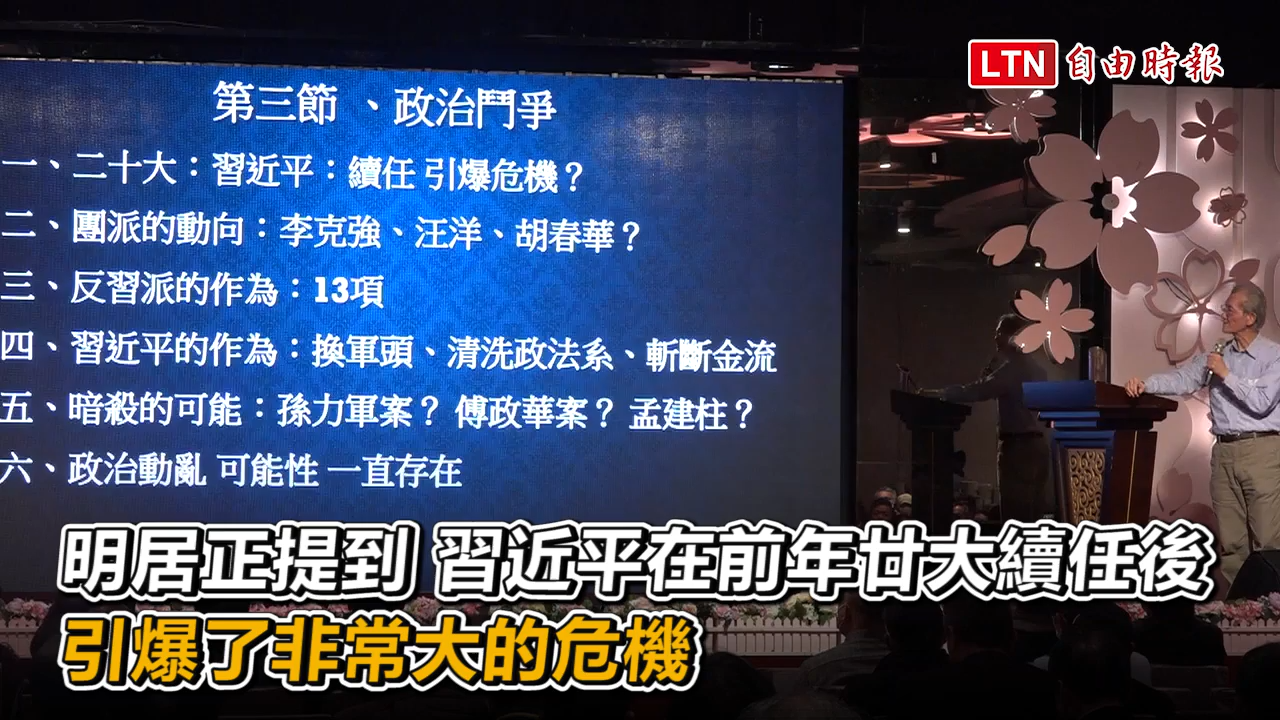 LTN 自由時報
第三節、政治鬥爭
一、二十大：習近平：續任 引爆危機？
二、團派的動向：李克強、汪洋、胡春華？
三、反習派的作為：13項
四、習近平的作為：換軍頭、清洗政法系、斬斷金流
五、暗殺的可能：孫力軍案？ 傅政華案？ 孟建柱？
六、政治動亂 可能性 一直存在
明居正提到 習近平在前年廿大續任後
引爆了非常大的危機